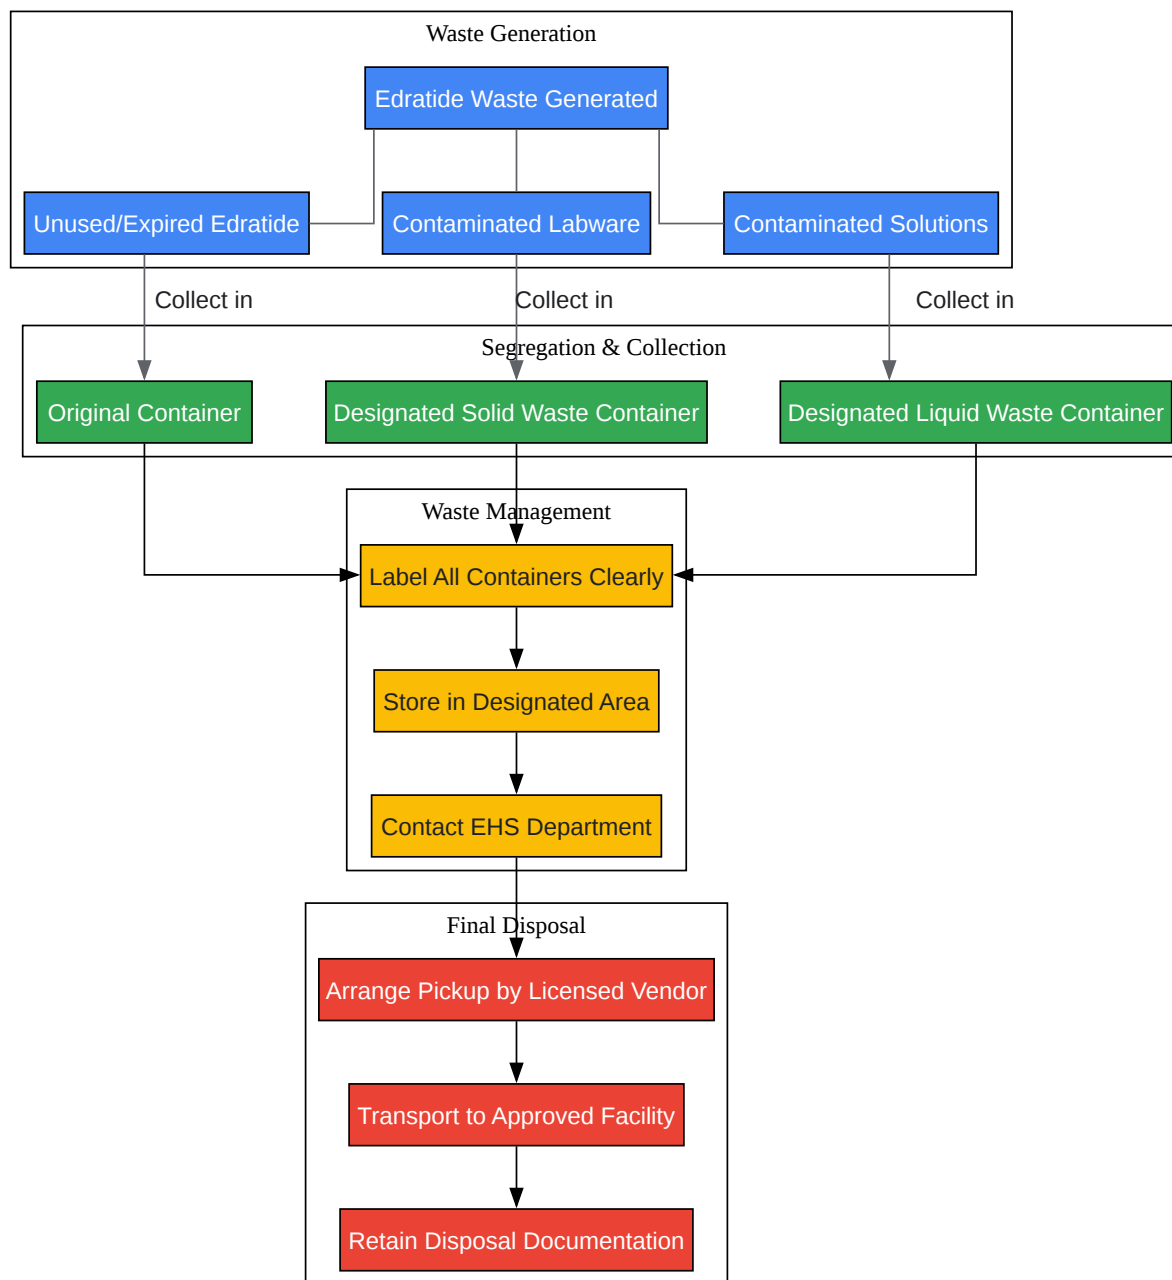 Waste Generation
Edratide Waste Generated
Unused/Expired Edratide
Contaminated Labware
Contaminated Solutions
Collect in
Collect in
Collect in
Segregation & Collection
Original Container
Designated Solid Waste Container
Designated Liquid Waste Container
Waste Management
Label All Containers Clearly
Store in Designated Area
Contact EHS Department
Final Disposal
Arrange Pickup by Licensed Vendor
Transport to Approved Facility
Retain Disposal Documentation